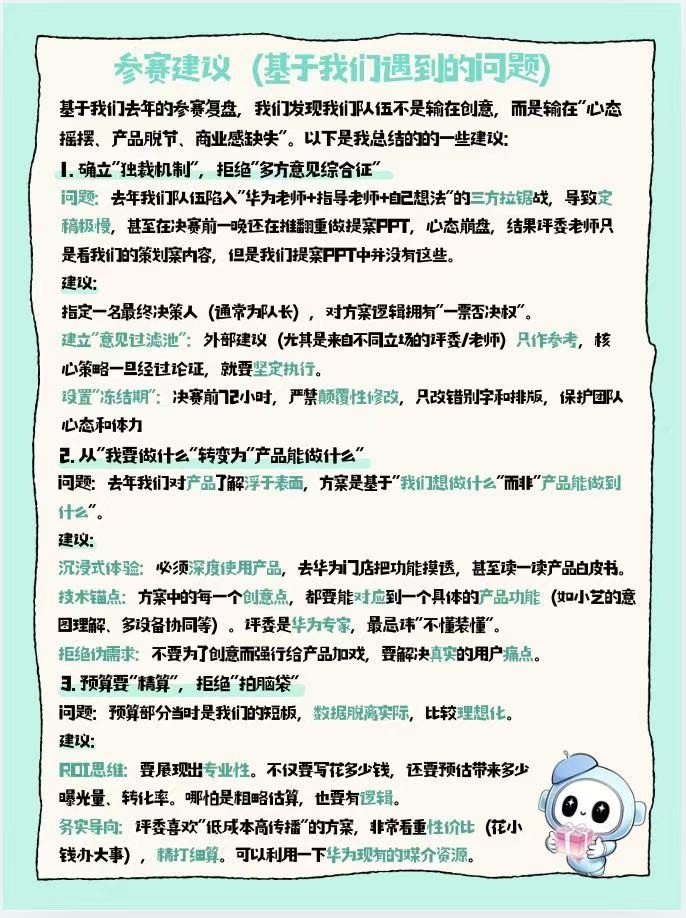 参赛建议（基于我们遇到的问题）
基于我们去年的参赛复盘，我们发现我们队伍不是输在创意，而是输在“心态
摇摆、产品脱节、商业感缺失”。以下是我总结的的一些建议：
1. 确立“独裁机制”，拒绝“多方意见综合征”
问题：去年我们队伍陷入“华为老师+指导老师+自己想法”的三方拉锯战，导致定
稿极慢，甚至在决赛前一晚还在推翻重做提案PPT，心态崩盘，结果评委老师只
是看我们的策划案内容，但是我们提案PPT中并没有这些。
建议：
指定一名最终决策人（通常为队长），对方案逻辑拥有“一票否决权”。
建立“意见过滤池”：外部建议（尤其是来自不同立场的评委/老师）只作参考，核
心策略一旦经过论证，就要坚定执行。
设置“冻结期”：决赛前72小时，严禁颠覆性修改，只改错别字和排版，保护团队
心态和体力
2. 从“我要做什么”转变为“产品能做什么”
问题：去年我们对产品了解浮于表面，方案是基于“我们想做什么”而非“产品能做到
什么”。
建议：
沉浸式体验：必须深度使用产品，去华为门店把功能摸透，甚至读一读产品白皮书。
技术锚点：方案中的每一个创意点，都要能对应到一个具体的产品功能（如小艺的意
图理解、多设备协同等）。评委是华为专家，最忌讳“不懂装懂”。
拒绝伪需求：不要为了创意而强行给产品加戏，要解决真实的用户痛点。
3. 预算要“精算”，拒绝“拍脑袋”
问题：预算部分当时是我们的短板，数据脱离实际，比较理想化。
建议：
ROI思维：要展现出专业性。不仅要写花多少钱，还要预估带来多少
曝光量、转化率。哪怕是粗略估算，也要有逻辑。
务实导向：评委喜欢“低成本高传播”的方案，非常看重性价比（花小
钱办大事），精打细算。可以利用一下华为现有的媒介资源。